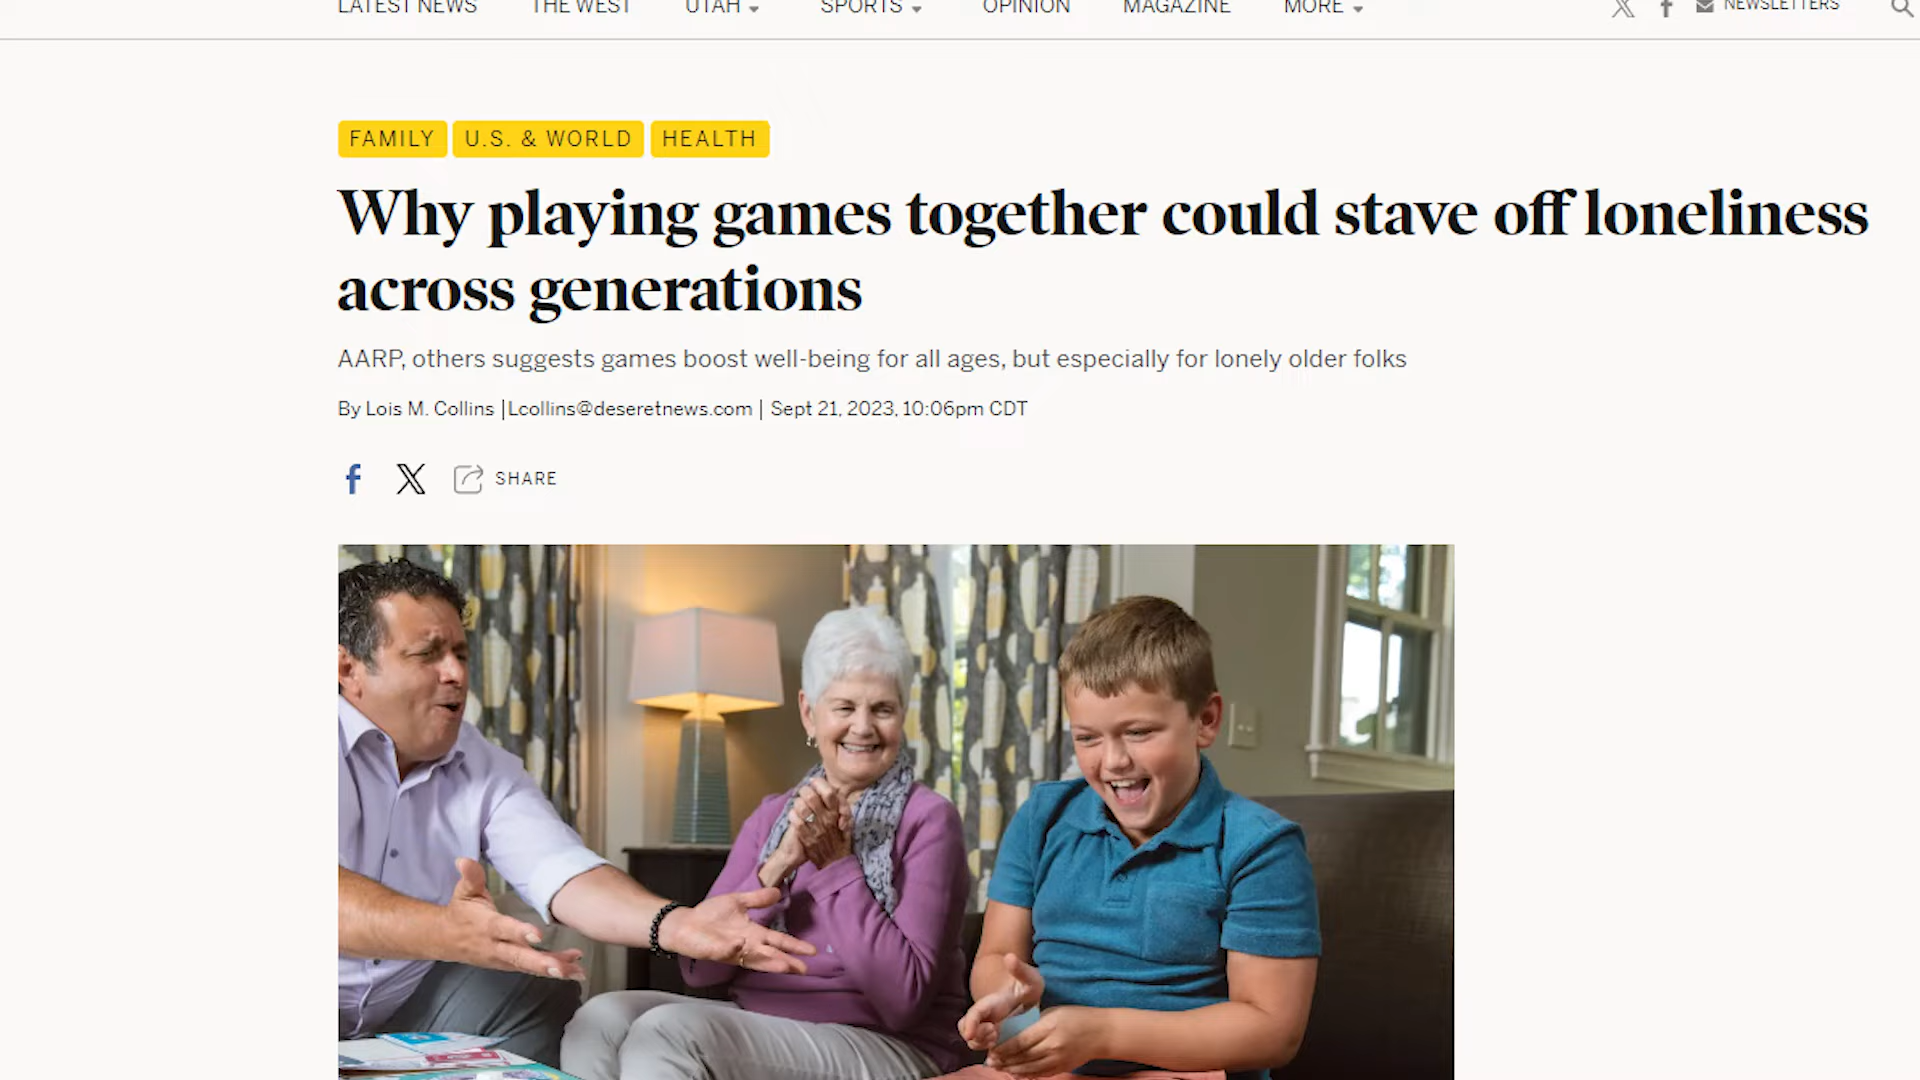 LATEST NEWS THE WEST UTAH SPORTS OPINION MAGAZINE MORE NEWSLETTERS
FAMILY U.S. & WORLD HEALTH
Why playing games together could stave off loneliness
across generations
AARP, others suggests games boost well-being for all ages, but especially for lonely older folks
By Lois M. Collins |Lcollins@deseretnews.com | Sept 21, 2023, 10:06pm CDT
SHARE